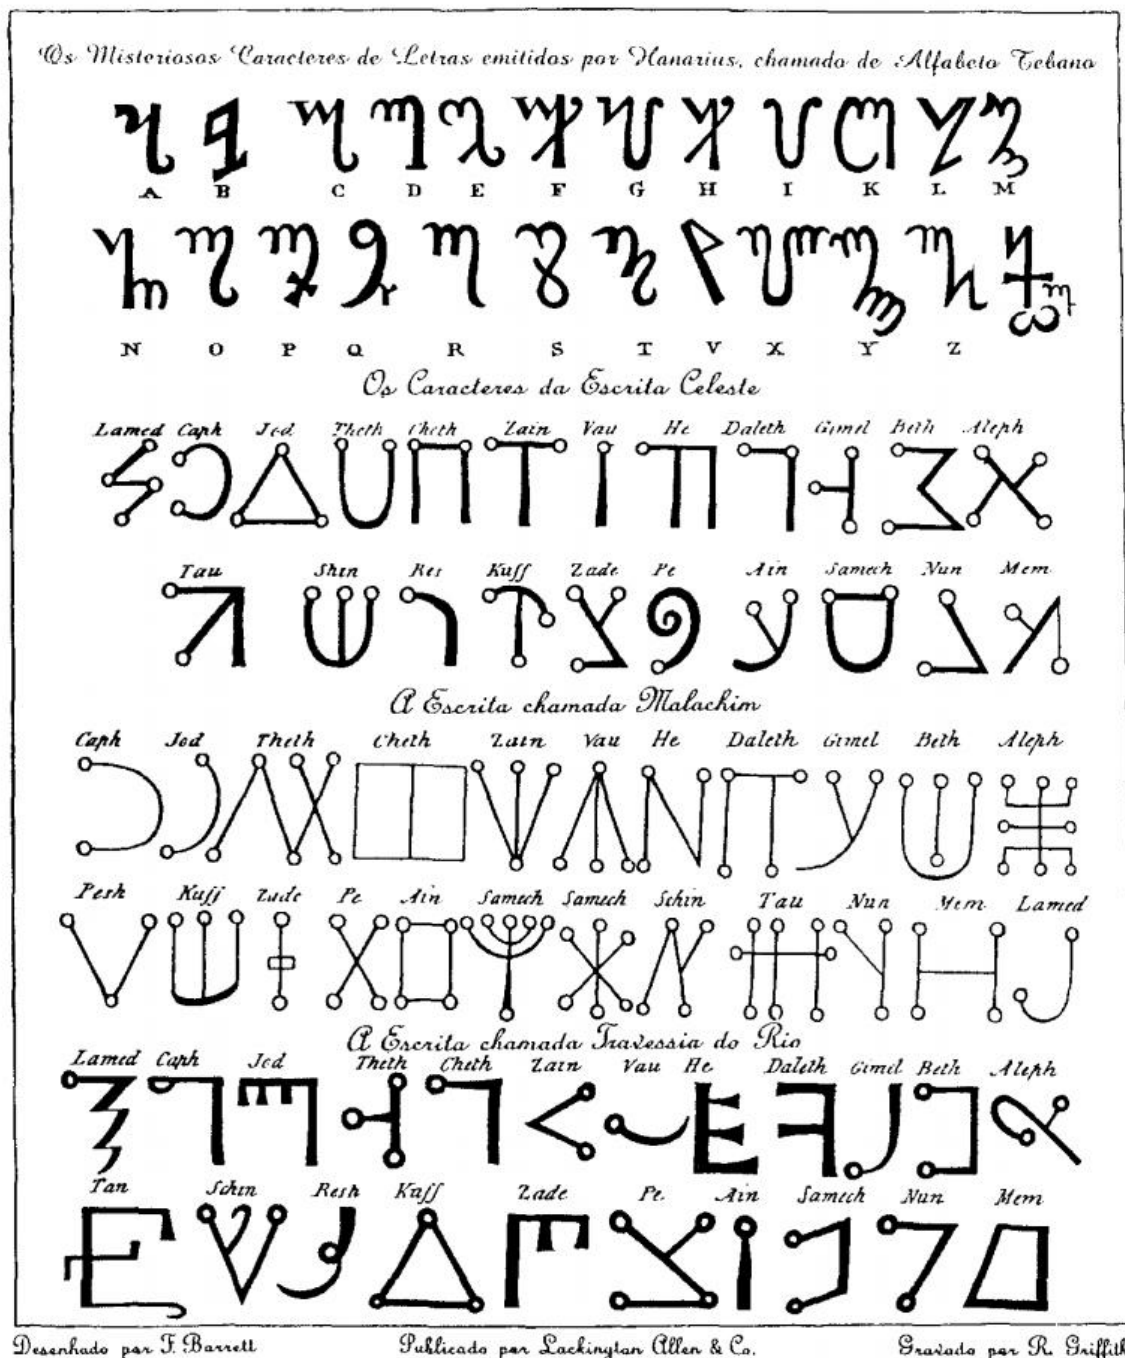 Os Misteriosos Caracteres de Letras emitidos por Hanarius, chamado de Alfabeto Tebano
A B C D E F G H I K L M
N O P Q R S T V X Y Z
Os Caracteres da Escrita Celeste
Lamed Caph Jod Theth Cheth Zain Vau He Daleth Gimel Beth Aleph
Tau Shin Res Kuff Zade Pe Ain Samech Nun Mem
A Escrita chamada Malachim
Caph Jod Theth Cheth Zain Vau He Daleth Gimel Beth Aleph
Pesh Kuff Zade Pe Ain Samech Samech Schin Tau Nun Mem Lamed
A Escrita chamada Travessia do Rio
Lamed Caph Jod Theth Cheth Zain Vau He Daleth Gimel Beth Aleph
Tan Schin Resh Kuff Zade Pe Ain Samech Nun Mem
Desenhado por F. Barrett Publicado por Lackington Allen & Co. Gravado por R. Griffith